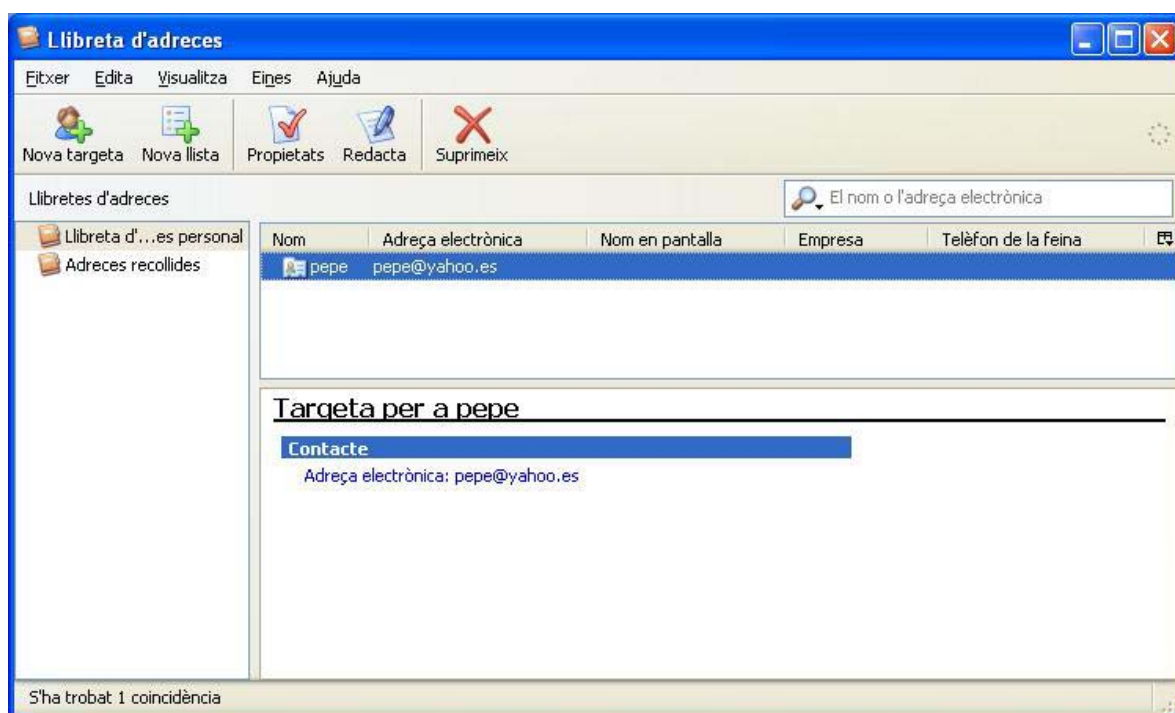 Llibreta d'adreces
Fitxer Edita Visualitza Eines Ajuda
Nova targeta Nova llista Propietats Redacta Suprimeix
Llibretes d'adreces El nom o l'adreça electrònica
Llibreta d'...es personal
Adreces recollides
Nom Adreça electrònica Nom en pantalla Empresa Telèfon de la feina
pepe pepe@yahoo.es
Targeta per a pepe
Contacte
Adreça electrònica: pepe@yahoo.es
S'ha trobat 1 coincidència